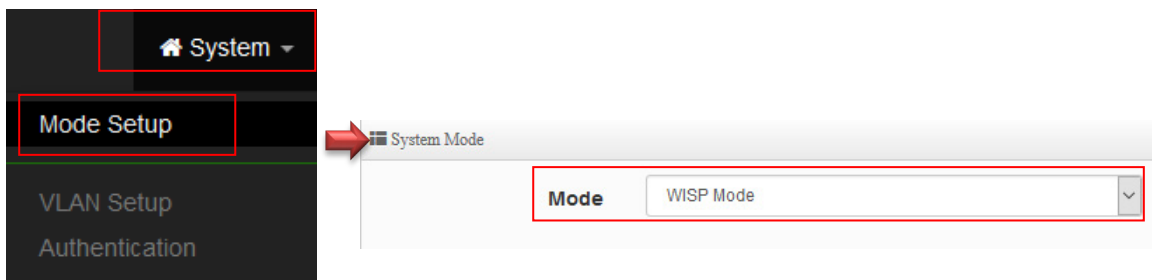 System
Mode Setup
VLAN Setup
Authentication
System Mode
Mode WISP Mode